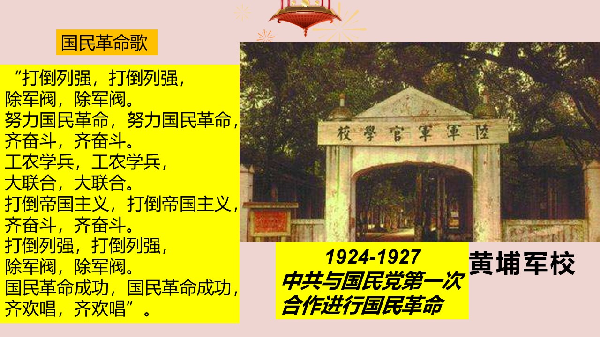 国民革命歌
“打倒列强，打倒列强，
除军阀，除军阀。
努力国民革命，努力国民革命，
齐奋斗，齐奋斗。
工农学兵，工农学兵，
大联合，大联合。
打倒帝国主义，打倒帝国主义，
齐奋斗，齐奋斗。
打倒列强，打倒列强，
除军阀，除军阀。
国民革命成功，国民革命成功，
齐欢唱，齐欢唱”。
校學官軍軍陸
1924-1927
中共与国民党第一次
合作进行国民革命
黄埔军校